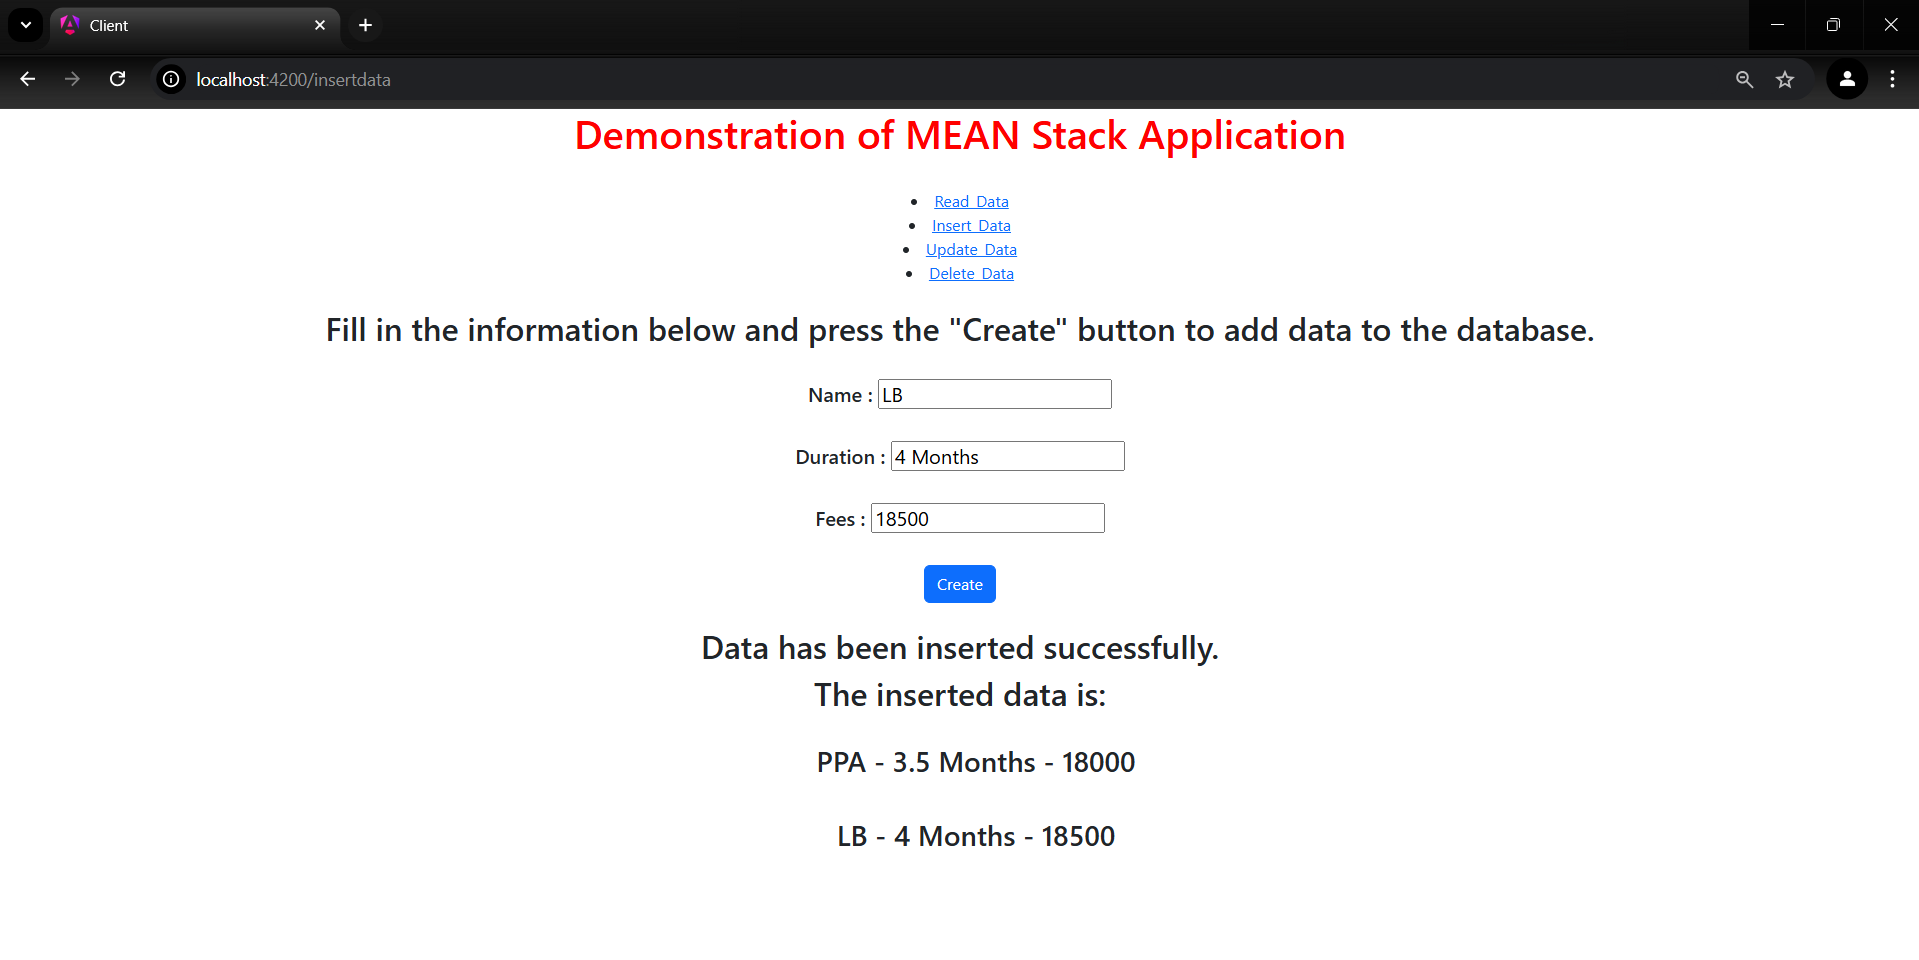 Client
localhost:4200/insertdata
Demonstration of MEAN Stack Application
Read Data
Insert Data
Update Data
Delete Data
Fill in the information below and press the "Create" button to add data to the database.
Name : LB
Duration : 4 Months
Fees : 18500
Create
Data has been inserted successfully.
The inserted data is:
PPA - 3.5 Months - 18000
LB - 4 Months - 18500